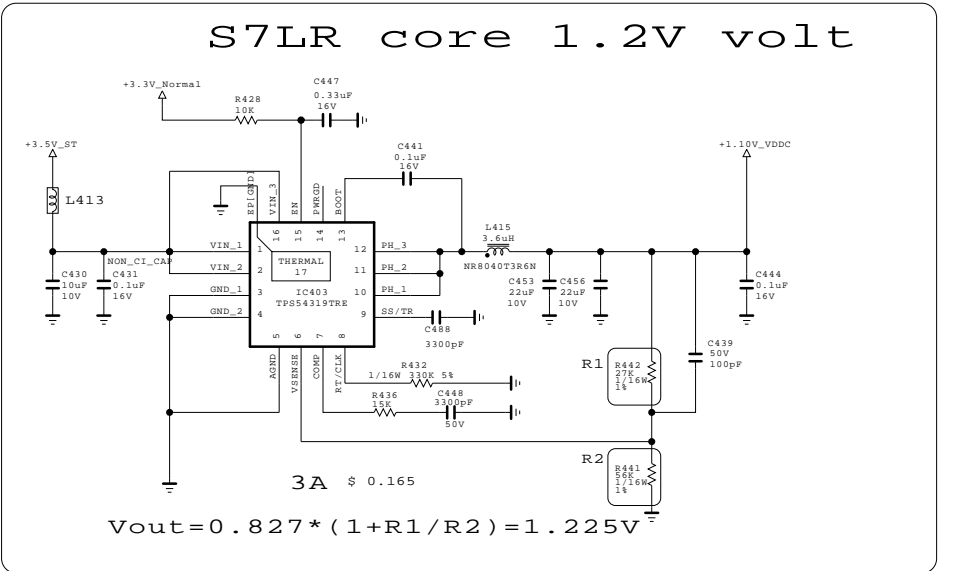 S7LR core 1.2V volt
+3.3V_Normal
C447
0.33uF
16V
R428
10K
+3.5V_ST
L413
C441
0.1uF
16V
+1.10V_VDDC
EP[GND]
VIN_3
EN
PWRGD
BOOT
16
15
14
13
L415
3.6uH
NR8040T3R6N
NON_CI_CAP
VIN_1
1
THERMAL
17
12
PH_3
VIN_2
2
11
PH_2
GND_1
3
IC403
TPS54319TRE
10
PH_1
GND_2
4
9
SS/TR
C430
10uF
10V
C431
0.1uF
16V
C453
22uF
10V
C456
22uF
10V
C444
0.1uF
16V
5
6
7
8
AGND
VSENSE
COMP
RT/CLK
C488
3300pF
R432
1/16W 330K 5%
R436
15K
C448
3300pF
50V
C439
50V
100pF
R1
R442
27K
1/16W
1%
R2
R441
56K
1/16W
1%
3A $ 0.165
Vout=0.827*(1+R1/R2)=1.225V